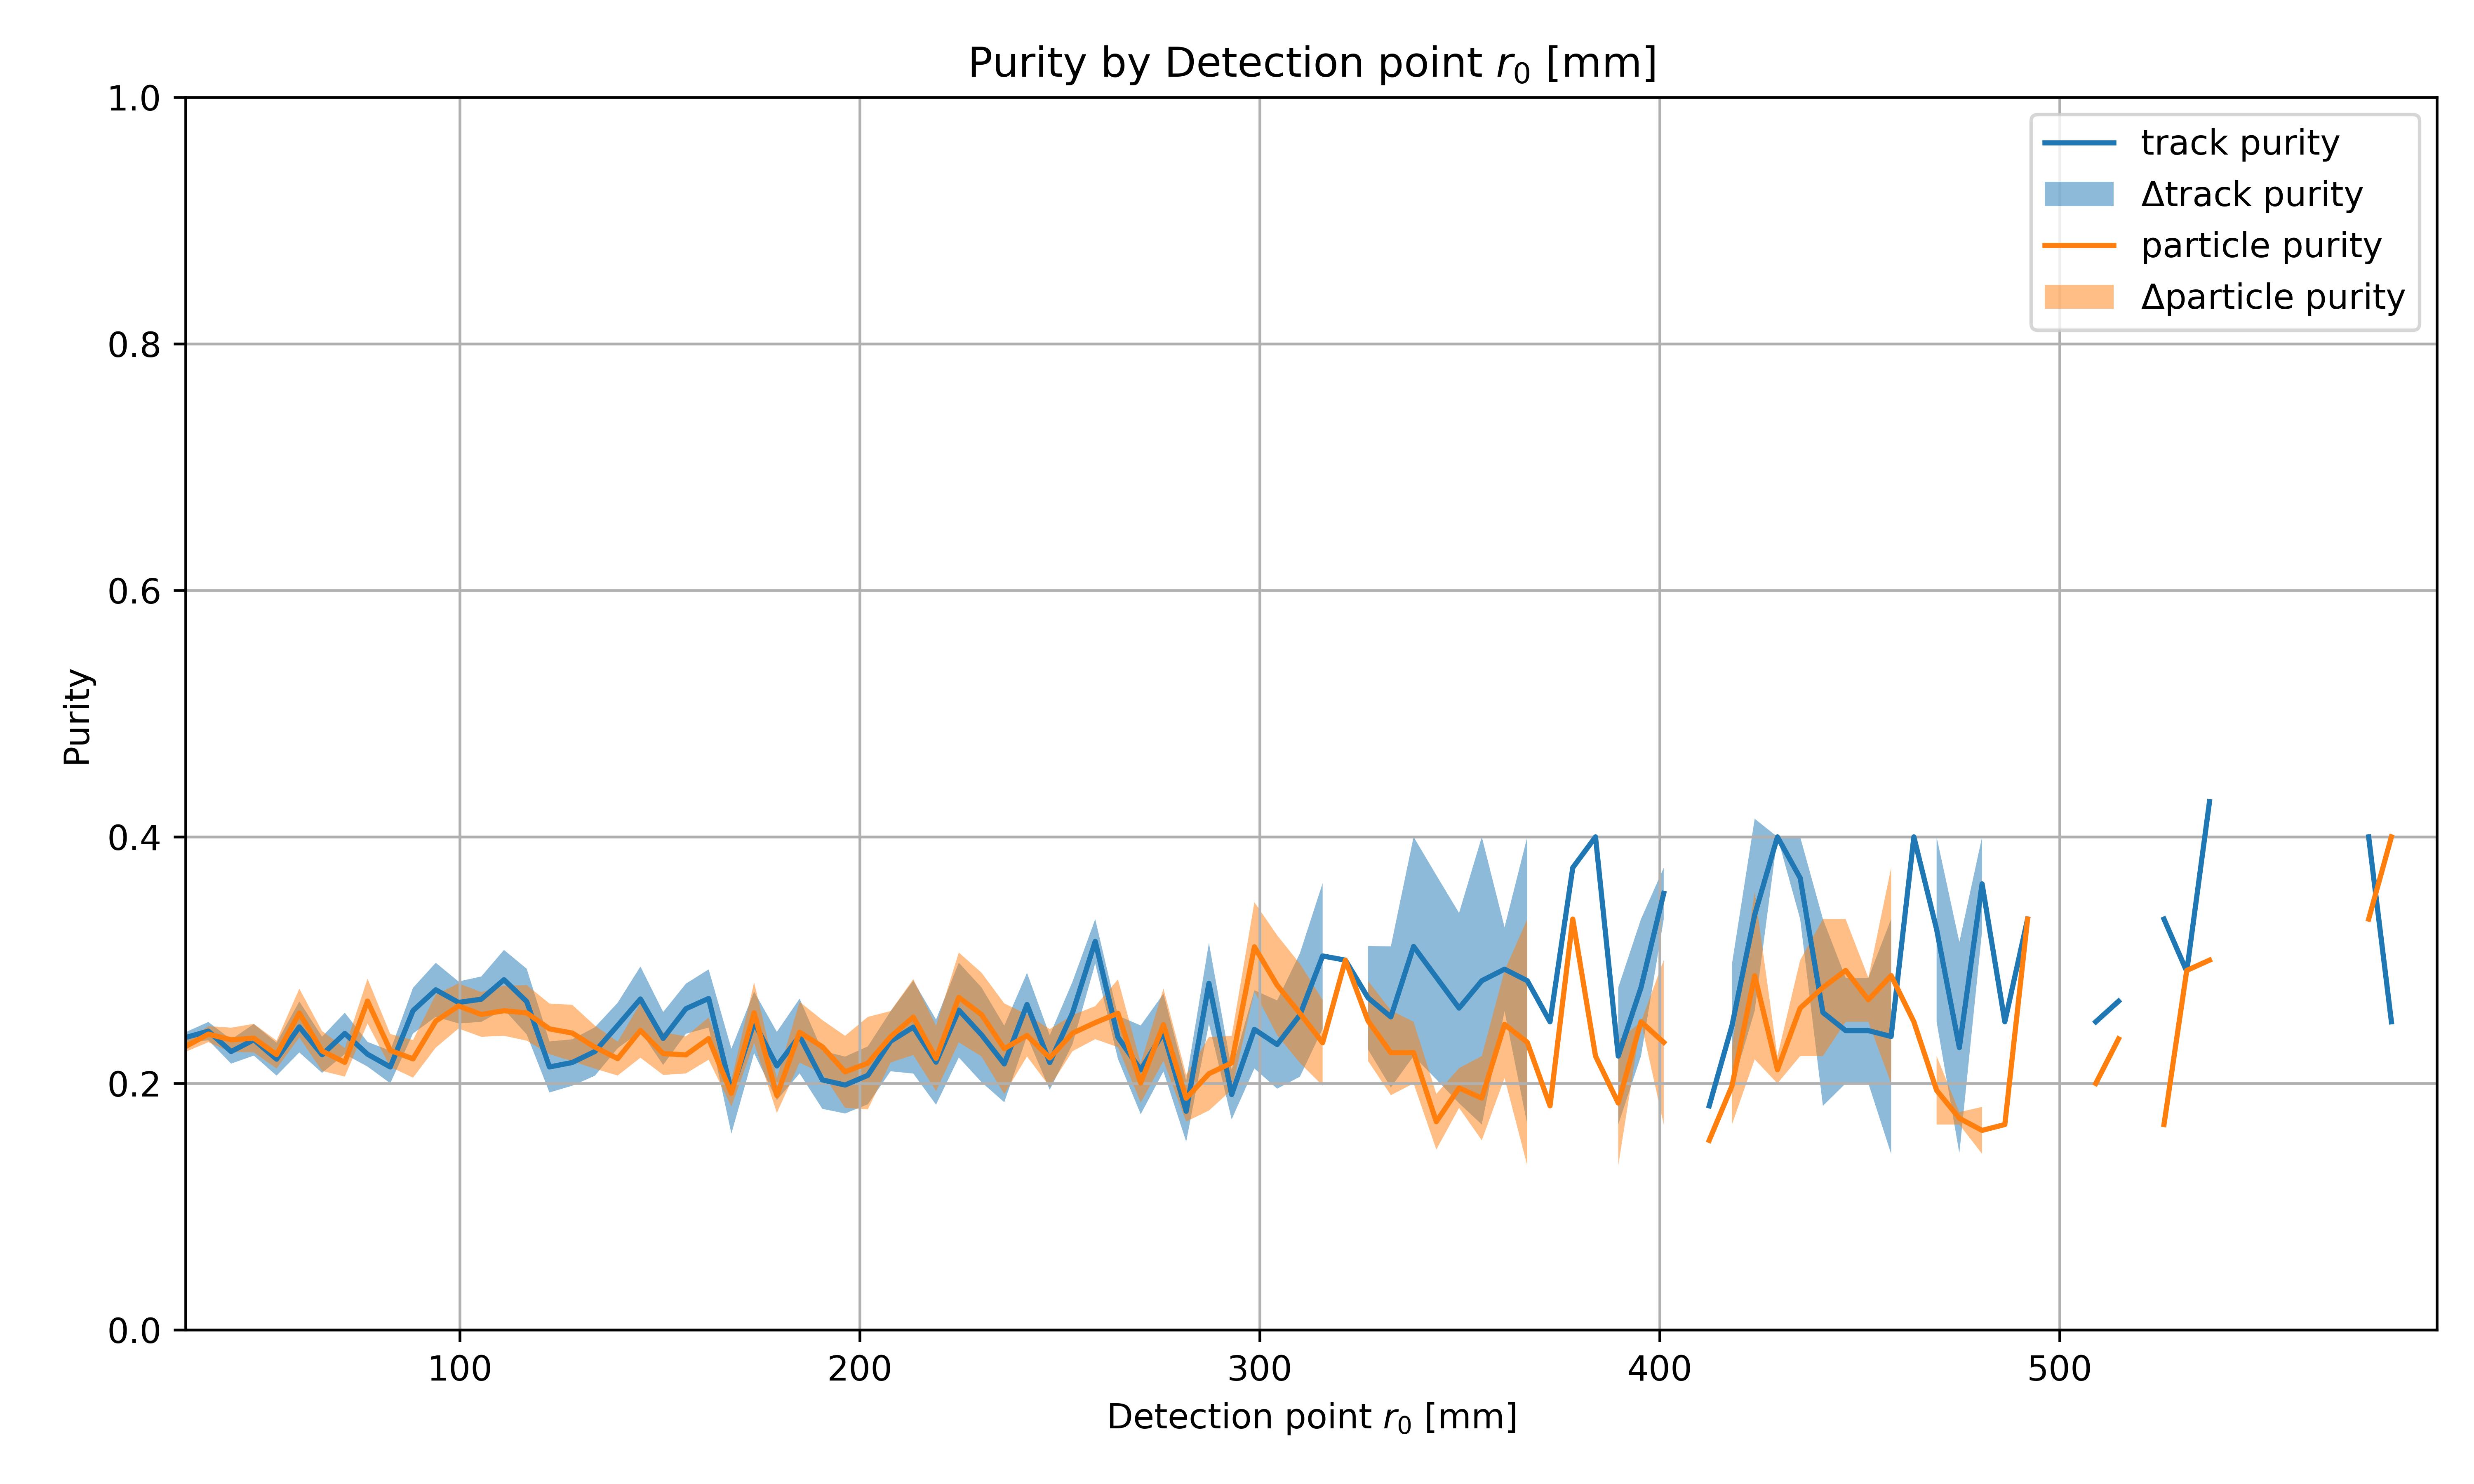 Purity by Detection point r₀ [mm]
1.0
0.8
0.6
0.4
0.2
0.0
Purity
track purity
Δtrack purity
particle purity
Δparticle purity
100 200 300 400 500
Detection point r₀ [mm]